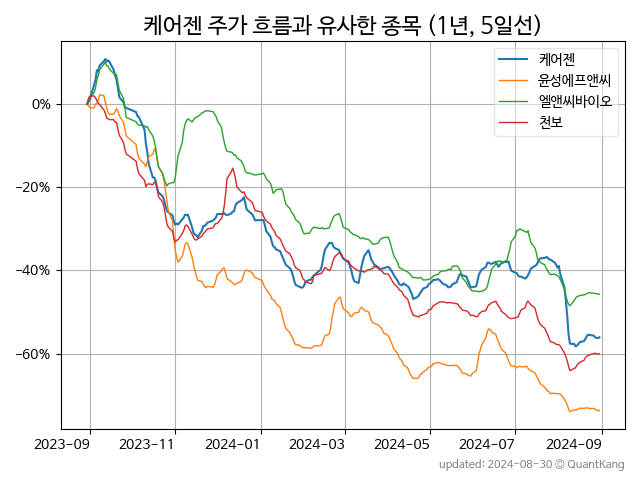 케어젠 주가 흐름과 유사한 종목 (1년, 5일선)
케어젠
윤성에프앤씨
엘앤씨바이오
천보
0%
−20%
−40%
−60%
2023-09 2023-11 2024-01 2024-03 2024-05 2024-07 2024-09
updated: 2024-08-30 © QuantKang